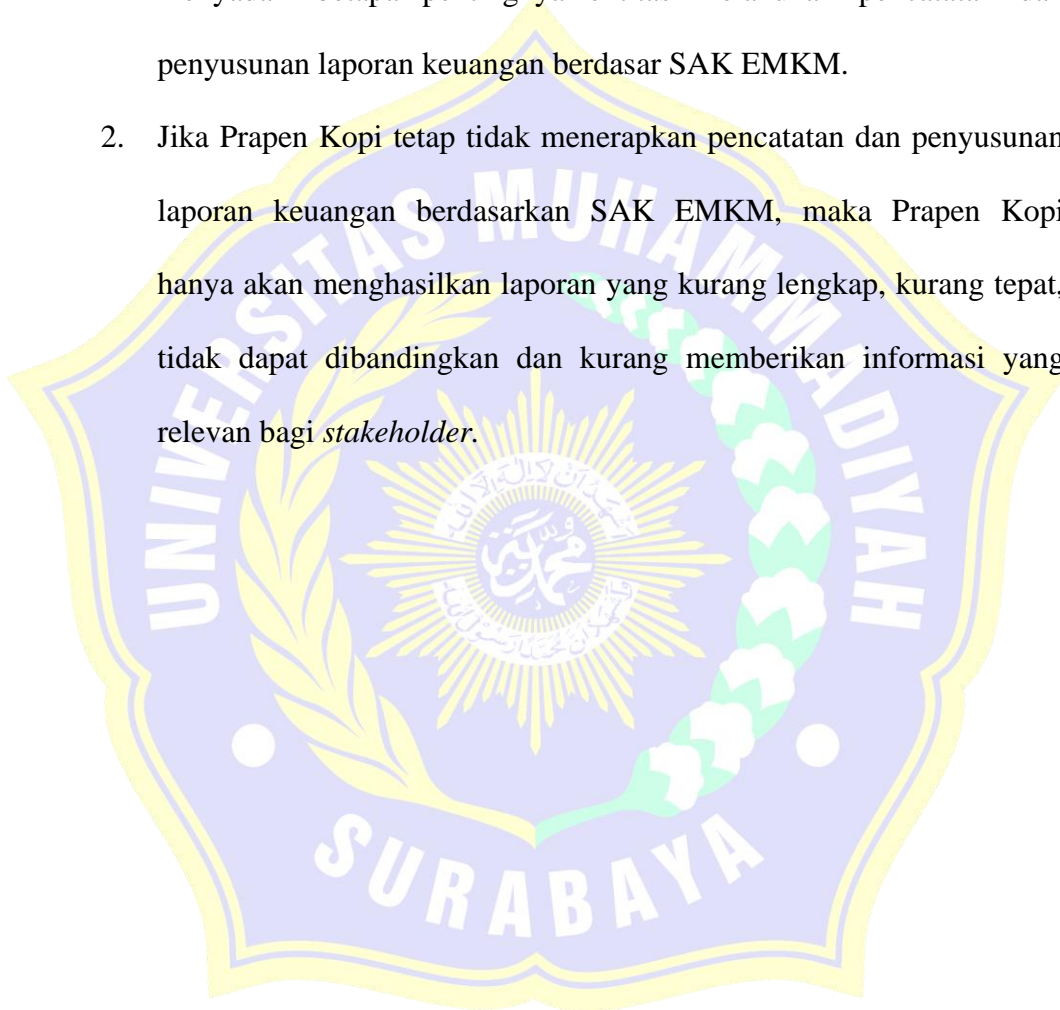 penyusunan laporan keuangan berdasar SAK EMKM.
2. Jika Prapen Kopi tetap tidak menerapkan pencatatan dan penyusunan
laporan keuangan berdasarkan SAK EMKM, maka Prapen Kopi
hanya akan menghasilkan laporan yang kurang lengkap, kurang tepat,
tidak dapat dibandingkan dan kurang memberikan informasi yang
relevan bagi stakeholder.
UNIVERSITAS MUHAMMADIYAH
SURABAYA
محمد